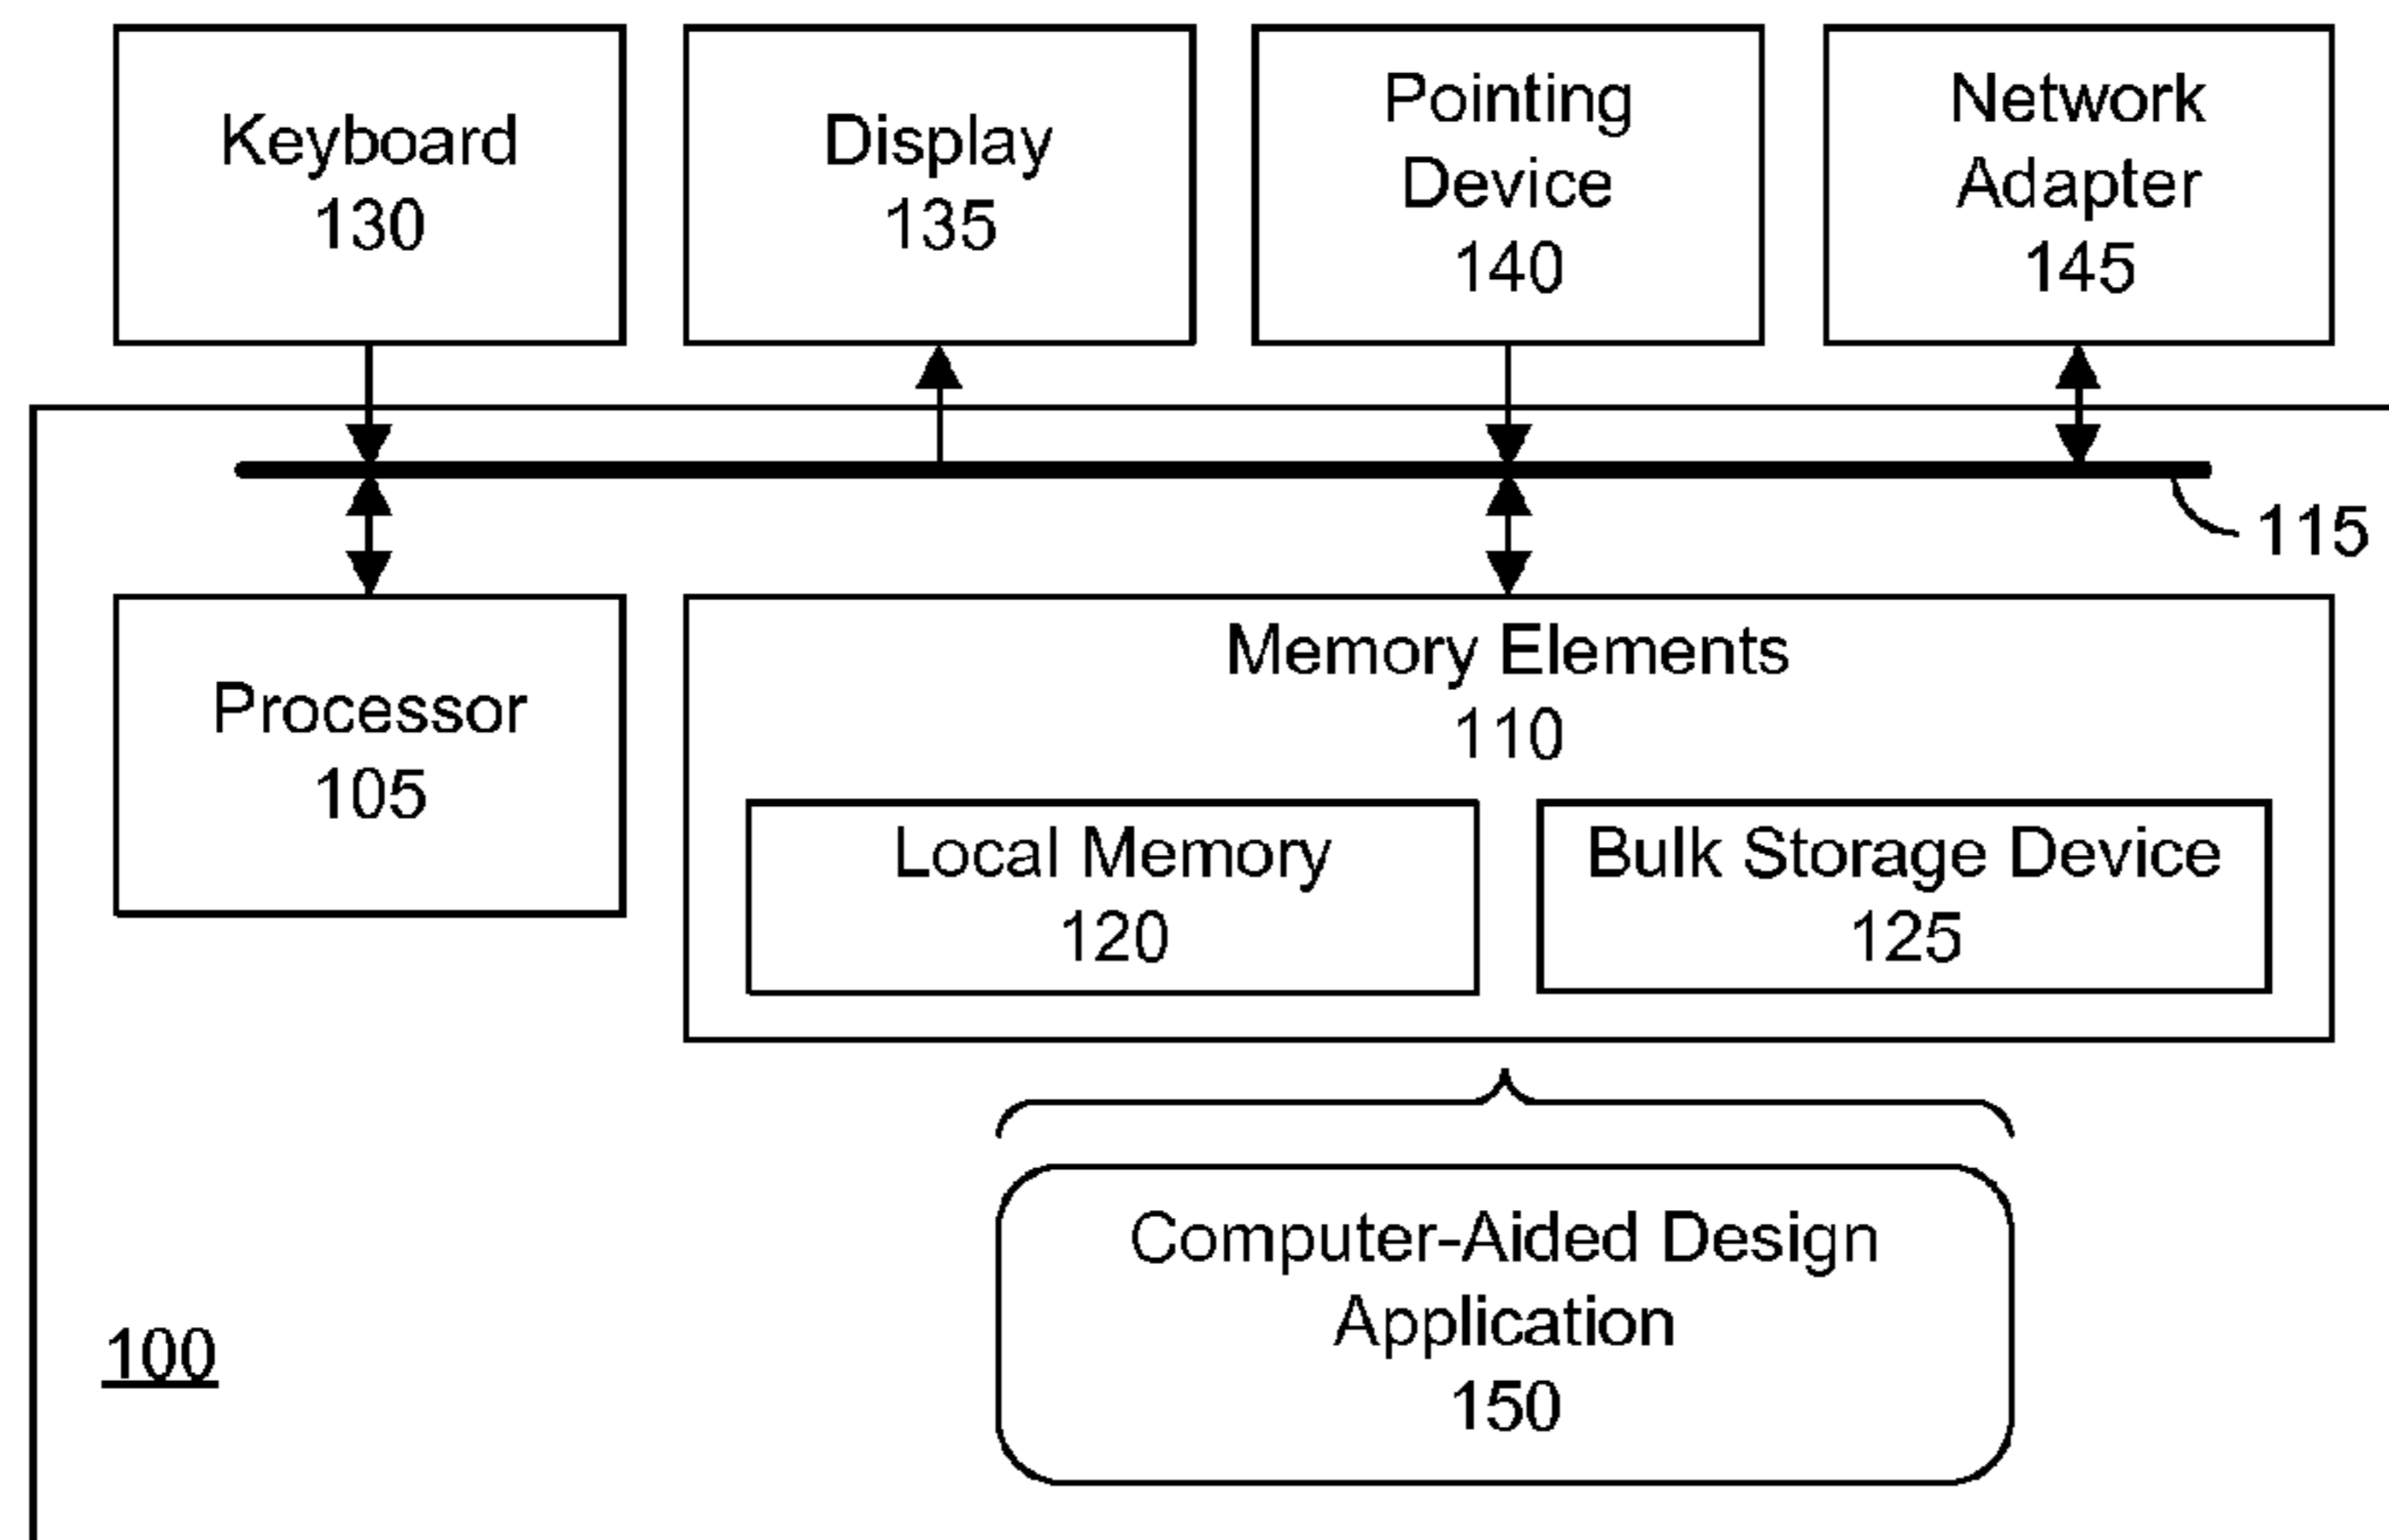 Keyboard
130
Display
135
Pointing
Device
140
Network
Adapter
145
115
Processor
105
Memory Elements
110
Local Memory
120
Bulk Storage Device
125
Computer-Aided Design
Application
150
100